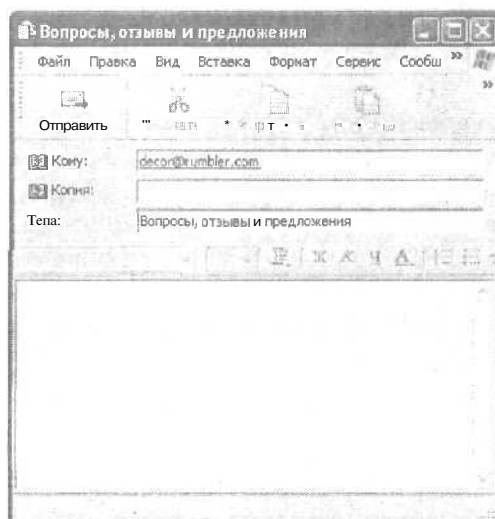 Вопросы, отзывы и предложения
Файл Правка Вид Вставка Формат Сервис Сообщ »
»
Отправить
Кому: decor@rumbler.com
Копия:
Тепа: Вопросы, отзывы и предложения
Ж К Ч А